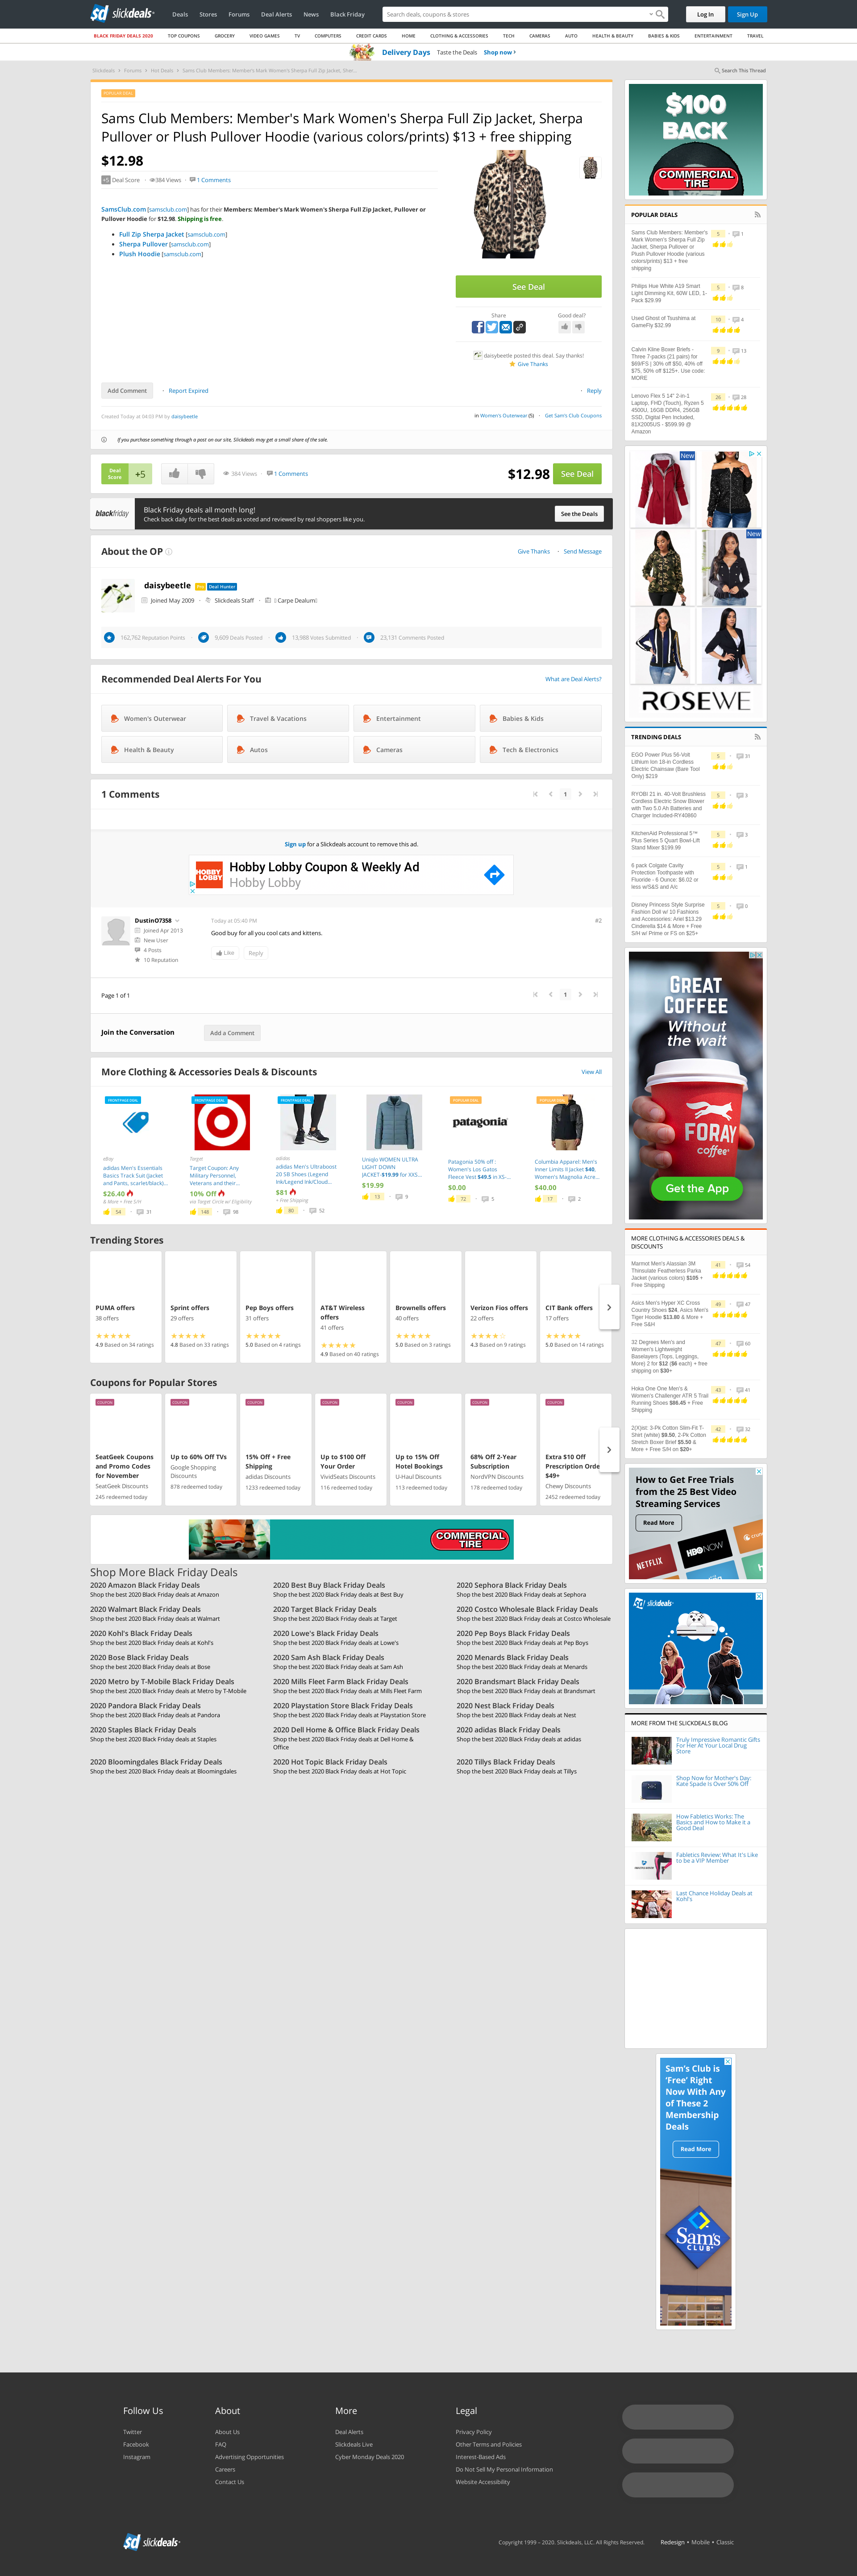 slickdeals
Deals Stores Forums Deal Alerts News Black Friday
Search deals, coupons & stores
Log In Sign Up
BLACK FRIDAY DEALS 2020 TOP COUPONS GROCERY VIDEO GAMES TV COMPUTERS CREDIT CARDS HOME CLOTHING & ACCESSORIES TECH CAMERAS AUTO HEALTH & BEAUTY BABIES & KIDS ENTERTAINMENT TRAVEL
Delivery Days Taste the Deals Shop now
Slickdeals Forums Hot Deals Sams Club Members: Member's Mark Women's Sherpa Full Zip Jacket, Sher...
Search This Thread
POPULAR DEAL
Sams Club Members: Member's Mark Women's Sherpa Full Zip Jacket, Sherpa
Pullover or Plush Pullover Hoodie (various colors/prints) $13 + free shipping
$12.98
+5 Deal Score 384 Views 1 Comments
SamsClub.com [samsclub.com] has for their Members: Member's Mark Women's Sherpa Full Zip Jacket, Pullover or
Pullover Hoodie for $12.98. Shipping is free.
Full Zip Sherpa Jacket [samsclub.com]
Sherpa Pullover [samsclub.com]
Plush Hoodie [samsclub.com]
See Deal
Share Good deal?
daisybeetle posted this deal. Say thanks!
Give Thanks
Add Comment Report Expired Reply
Created Today at 04:03 PM by daisybeetle
in Women's Outerwear (5) Get Sam's Club Coupons
If you purchase something through a post on our site, Slickdeals may get a small share of the sale.
Deal
Score
+5
384 Views 1 Comments
$12.98 See Deal
blackfriday
Black Friday deals all month long!
Check back daily for the best deals as voted and reviewed by real shoppers like you.
See the Deals
About the OP
Give Thanks Send Message
daisybeetle Pro Deal Hunter
Joined May 2009 Slickdeals Staff Carpe Dealum
162,762 Reputation Points 9,609 Deals Posted 13,988 Votes Submitted 23,131 Comments Posted
Recommended Deal Alerts For You
What are Deal Alerts?
Women's Outerwear Travel & Vacations Entertainment Babies & Kids
Health & Beauty Autos Cameras Tech & Electronics
1 Comments
1
Sign up for a Slickdeals account to remove this ad.
HOBBY LOBBY
Hobby Lobby Coupon & Weekly Ad
Hobby Lobby
DustinO7358
Joined Apr 2013
New User
4 Posts
10 Reputation
Today at 05:40 PM
#2
Good buy for all you cool cats and kittens.
Like Reply
Page 1 of 1
1
Join the Conversation Add a Comment
More Clothing & Accessories Deals & Discounts
View All
FRONTPAGE DEAL
eBay
adidas Men's Essentials
Basics Track Suit (Jacket
and Pants, scarlet/black)...
$26.40
& More + Free S/H
54 31
FRONTPAGE DEAL
Target
Target Coupon: Any
Military Personnel,
Veterans and their...
10% Off
via Target Circle w/ Eligibility
148 98
FRONTPAGE DEAL
adidas
adidas Men's Ultraboost
20 SB Shoes (Legend
Ink/Legend Ink/Cloud...
$81
+ Free Shipping
80 52
Uniqlo WOMEN ULTRA
LIGHT DOWN
JACKET-$19.99 for XXS...
$19.99
13 9
POPULAR DEAL
patagonia
Patagonia 50% off :
Women's Los Gatos
Fleece Vest $49.5 in XS-...
$0.00
72 5
POPULAR DEAL
Columbia Apparel: Men's
Inner Limits II Jacket $40,
Women's Magnolia Acre...
$40.00
17 2
Trending Stores
PUMA offers
38 offers
4.9 Based on 34 ratings
Sprint offers
29 offers
4.8 Based on 33 ratings
Pep Boys offers
31 offers
5.0 Based on 4 ratings
AT&T Wireless
offers
41 offers
4.9 Based on 40 ratings
Brownells offers
40 offers
5.0 Based on 3 ratings
Verizon Fios offers
22 offers
4.3 Based on 9 ratings
CIT Bank offers
17 offers
5.0 Based on 14 ratings
Coupons for Popular Stores
COUPON
SeatGeek Coupons
and Promo Codes
for November
SeatGeek Discounts
245 redeemed today
COUPON
Up to 60% Off TVs
Google Shopping
Discounts
878 redeemed today
COUPON
15% Off + Free
Shipping
adidas Discounts
1233 redeemed today
COUPON
Up to $100 Off
Your Order
VividSeats Discounts
116 redeemed today
COUPON
Up to 15% Off
Hotel Bookings
U-Haul Discounts
113 redeemed today
COUPON
68% Off 2-Year
Subscription
NordVPN Discounts
178 redeemed today
COUPON
Extra $10 Off
Prescription Orde
$49+
Chewy Discounts
2452 redeemed today
COMMERCIAL TIRE
Shop More Black Friday Deals
2020 Amazon Black Friday Deals
Shop the best 2020 Black Friday deals at Amazon
2020 Best Buy Black Friday Deals
Shop the best 2020 Black Friday deals at Best Buy
2020 Sephora Black Friday Deals
Shop the best 2020 Black Friday deals at Sephora
2020 Walmart Black Friday Deals
Shop the best 2020 Black Friday deals at Walmart
2020 Target Black Friday Deals
Shop the best 2020 Black Friday deals at Target
2020 Costco Wholesale Black Friday Deals
Shop the best 2020 Black Friday deals at Costco Wholesale
2020 Kohl's Black Friday Deals
Shop the best 2020 Black Friday deals at Kohl's
2020 Lowe's Black Friday Deals
Shop the best 2020 Black Friday deals at Lowe's
2020 Pep Boys Black Friday Deals
Shop the best 2020 Black Friday deals at Pep Boys
2020 Bose Black Friday Deals
Shop the best 2020 Black Friday deals at Bose
2020 Sam Ash Black Friday Deals
Shop the best 2020 Black Friday deals at Sam Ash
2020 Menards Black Friday Deals
Shop the best 2020 Black Friday deals at Menards
2020 Metro by T-Mobile Black Friday Deals
Shop the best 2020 Black Friday deals at Metro by T-Mobile
2020 Mills Fleet Farm Black Friday Deals
Shop the best 2020 Black Friday deals at Mills Fleet Farm
2020 Brandsmart Black Friday Deals
Shop the best 2020 Black Friday deals at Brandsmart
2020 Pandora Black Friday Deals
Shop the best 2020 Black Friday deals at Pandora
2020 Playstation Store Black Friday Deals
Shop the best 2020 Black Friday deals at Playstation Store
2020 Nest Black Friday Deals
Shop the best 2020 Black Friday deals at Nest
2020 Staples Black Friday Deals
Shop the best 2020 Black Friday deals at Staples
2020 Dell Home & Office Black Friday Deals
Shop the best 2020 Black Friday deals at Dell Home &
Office
2020 adidas Black Friday Deals
Shop the best 2020 Black Friday deals at adidas
2020 Bloomingdales Black Friday Deals
Shop the best 2020 Black Friday deals at Bloomingdales
2020 Hot Topic Black Friday Deals
Shop the best 2020 Black Friday deals at Hot Topic
2020 Tillys Black Friday Deals
Shop the best 2020 Black Friday deals at Tillys
$100
BACK
COMMERCIAL TIRE
POPULAR DEALS
Sams Club Members: Member's
Mark Women's Sherpa Full Zip
Jacket, Sherpa Pullover or
Plush Pullover Hoodie (various
colors/prints) $13 + free
shipping
5 1
Philips Hue White A19 Smart
Light Dimming Kit, 60W LED, 1-
Pack $29.99
5 8
Used Ghost of Tsushima at
GameFly $32.99
10 4
Calvin Kline Boxer Briefs -
Three 7-packs (21 pairs) for
$69/FS | 30% off $50, 40% off
$75, 50% off $125+. Use code:
MORE
9 13
Lenovo Flex 5 14" 2-in-1
Laptop, FHD (Touch), Ryzen 5
4500U, 16GB DDR4, 256GB
SSD, Digital Pen Included,
81X2005US - $599.99 @
Amazon
26 28
New
New
ROSEWE
TRENDING DEALS
EGO Power Plus 56-Volt
Lithium Ion 18-in Cordless
Electric Chainsaw (Bare Tool
Only) $219
5 31
RYOBI 21 in. 40-Volt Brushless
Cordless Electric Snow Blower
with Two 5.0 Ah Batteries and
Charger Included-RY40860
5 3
KitchenAid Professional 5™
Plus Series 5 Quart Bowl-Lift
Stand Mixer $199.99
5 3
6 pack Colgate Cavity
Protection Toothpaste with
Fluoride - 6 Ounce: $6.02 or
less w/S&S and A/c
5 1
Disney Princess Style Surprise
Fashion Doll w/ 10 Fashions
and Accessories: Ariel $13.29
Cinderella $14 & More + Free
S/H w/ Prime or FS on $25+
5 0
GREAT
COFFEE
Without the
wait
FORAY
coffee
Get the App
MORE CLOTHING & ACCESSORIES DEALS &
DISCOUNTS
Marmot Men's Alassian 3M
Thinsulate Featherless Parka
Jacket (various colors) $105 +
Free Shipping
41 54
Asics Men's Hyper XC Cross
Country Shoes $24, Asics Men's
Tiger Hoodie $13.80 & More +
Free S&H
49 47
32 Degrees Men's and
Women's Lightweight
Baselayers (Tops, Leggings,
More) 2 for $12 ($6 each) + free
shipping on $30+
47 60
Hoka One One Men's &
Women's Challenger ATR 5 Trail
Running Shoes $86.45 + Free
Shipping
43 41
2(X)ist: 3-Pk Cotton Slim-Fit T-
Shirt (white) $9.50, 2-Pk Cotton
Stretch Boxer Brief $5.50 &
More + Free S/H on $20+
42 32
How to Get Free Trials
from the 25 Best Video
Streaming Services
Read More
NETFLIX
HBO NOW
slickdeals
MORE FROM THE SLICKDEALS BLOG
Truly Impressive Romantic Gifts
For Her At Your Local Drug
Store
Shop Now for Mother's Day:
Kate Spade Is Over 50% Off
How Fabletics Works: The
Basics and How to Make it a
Good Deal
Fabletics Review: What It's Like
to be a VIP Member
Last Chance Holiday Deals at
Kohl's
Sam's Club is
'Free' Right
Now With Any
of These 2
Membership
Deals
Read More
Sam's
CLUB
Follow Us About More Legal
Twitter
Facebook
Instagram
About Us
FAQ
Advertising Opportunities
Careers
Contact Us
Deal Alerts
Slickdeals Live
Cyber Monday Deals 2020
Privacy Policy
Other Terms and Policies
Interest-Based Ads
Do Not Sell My Personal Information
Website Accessibility
slickdeals
Copyright 1999 – 2020. Slickdeals, LLC. All Rights Reserved. Redesign • Mobile • Classic